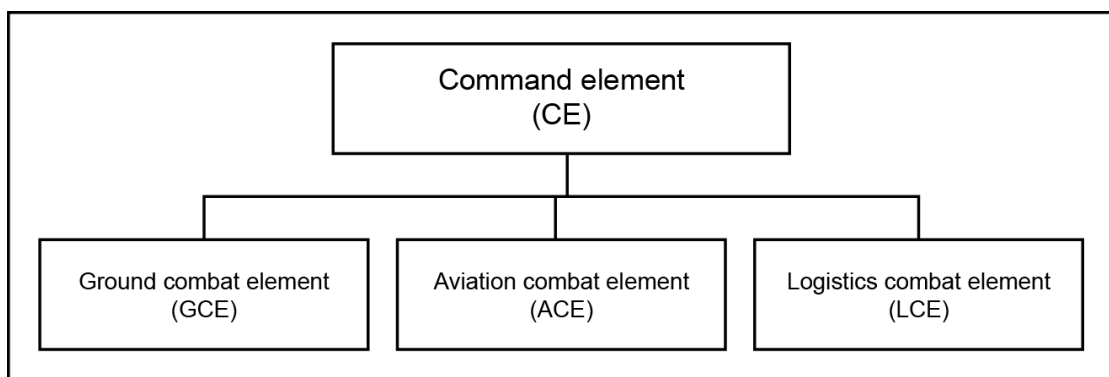 Command element
(CE)
Ground combat element
(GCE)
Aviation combat element
(ACE)
Logistics combat element
(LCE)